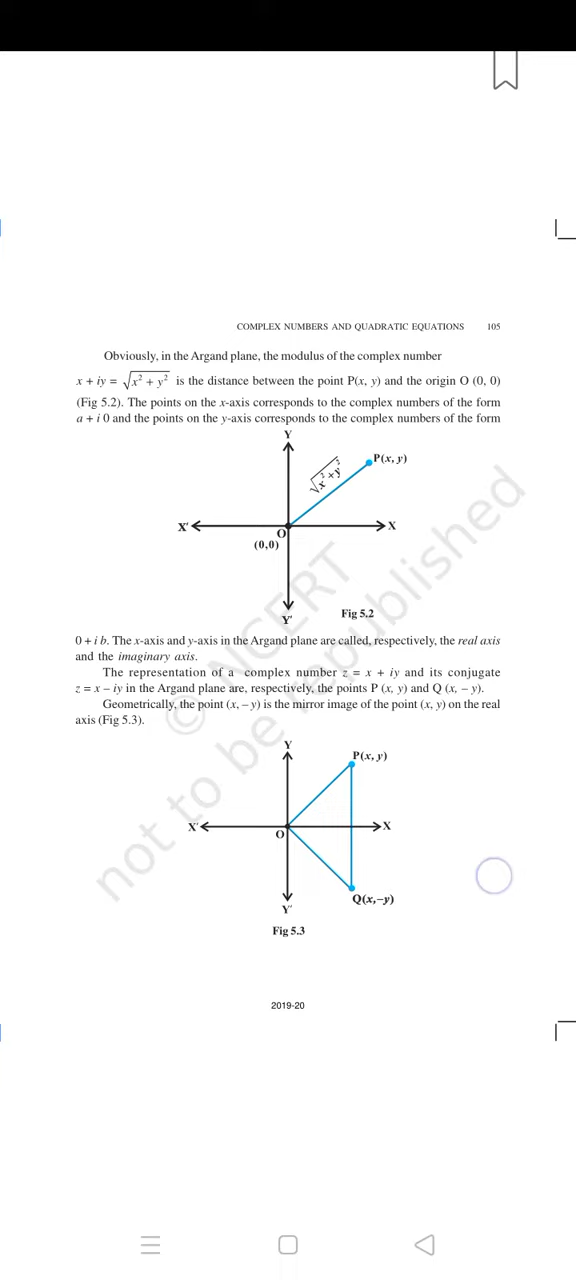 COMPLEX NUMBERS AND QUADRATIC EQUATIONS 105
Obviously, in the Argand plane, the modulus of the complex number
x + iy = √x² + y² is the distance between the point P(x, y) and the origin O (0, 0)
(Fig 5.2). The points on the x-axis corresponds to the complex numbers of the form
a + i 0 and the points on the y-axis corresponds to the complex numbers of the form
Y
P(x, y)
√x² + y²
X′
X
O
(0,0)
Y′
Fig 5.2
0 + i b. The x-axis and y-axis in the Argand plane are called, respectively, the real axis
and the imaginary axis.
The representation of a complex number z = x + iy and its conjugate
z = x – iy in the Argand plane are, respectively, the points P (x, y) and Q (x, – y).
Geometrically, the point (x, – y) is the mirror image of the point (x, y) on the real
axis (Fig 5.3).
Y
P(x, y)
X′
X
O
Q(x,–y)
Y′
Fig 5.3
© NCERT
not to be republished
2019-20